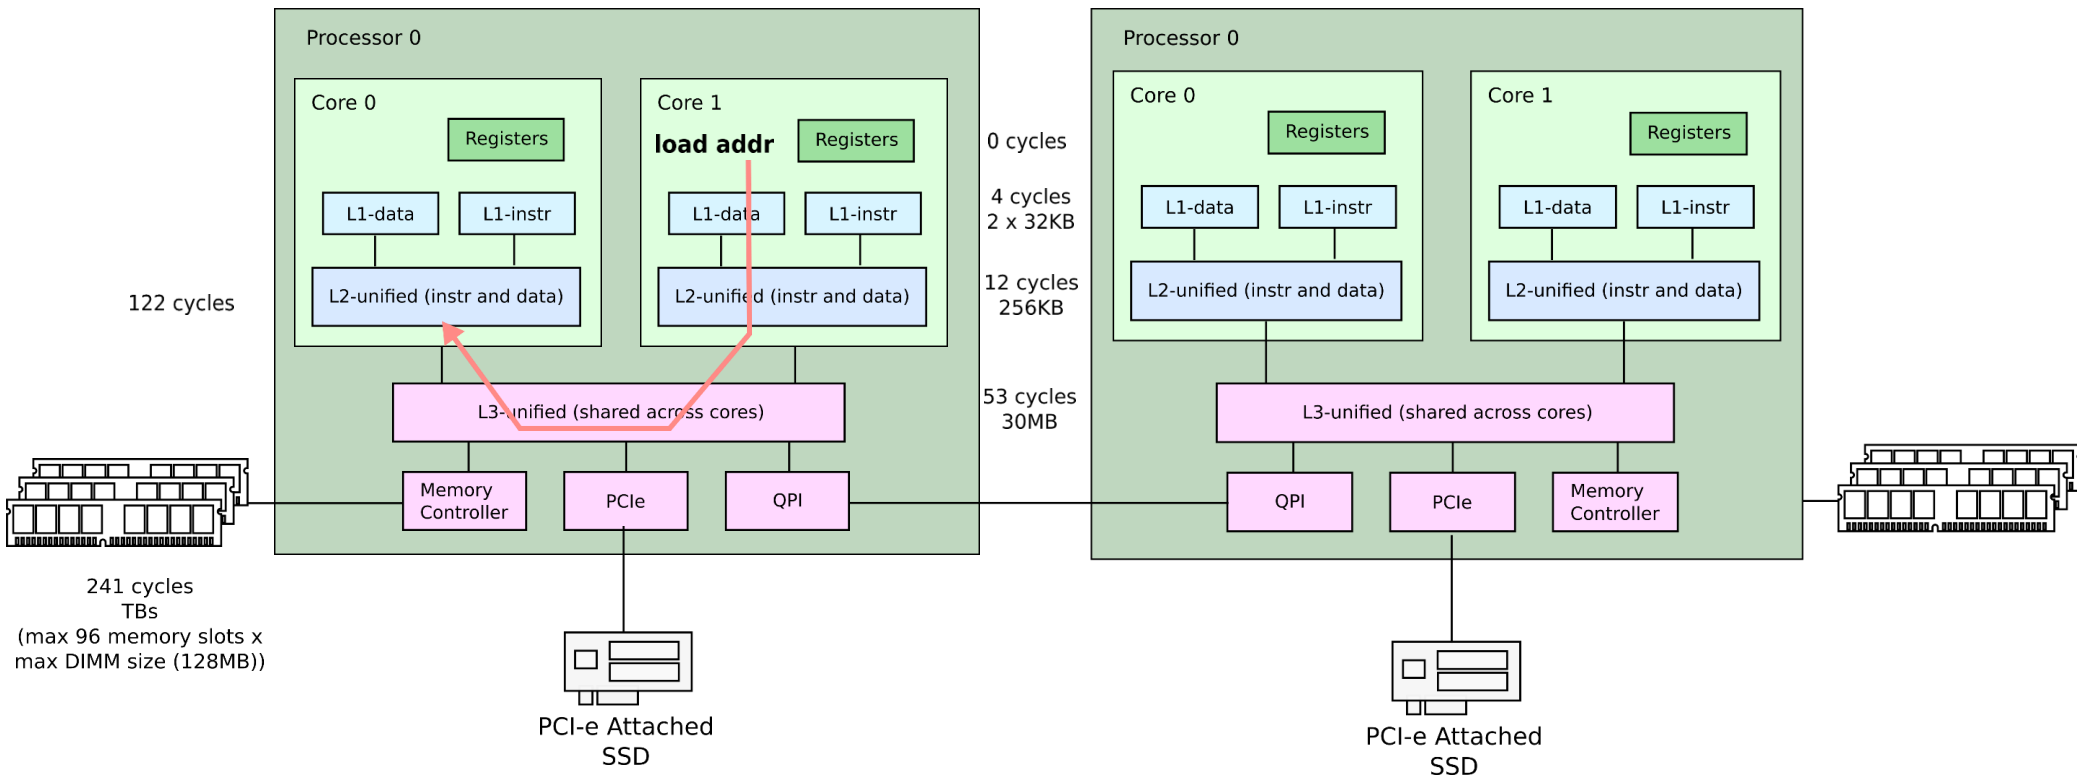 Processor 0
Core 0
Registers
L1-data
L1-instr
L2-unified (instr and data)
Core 1
load addr
Registers
L1-data
L1-instr
L2-unified (instr and data)
L3-unified (shared across cores)
Memory
Controller
PCIe
QPI
PCI-e Attached
SSD
122 cycles
241 cycles
TBs
(max 96 memory slots x
max DIMM size (128MB))
0 cycles
4 cycles
2 x 32KB
12 cycles
256KB
53 cycles
30MB
Processor 0
Core 0
Registers
L1-data
L1-instr
L2-unified (instr and data)
Core 1
Registers
L1-data
L1-instr
L2-unified (instr and data)
L3-unified (shared across cores)
QPI
PCIe
Memory
Controller
PCI-e Attached
SSD